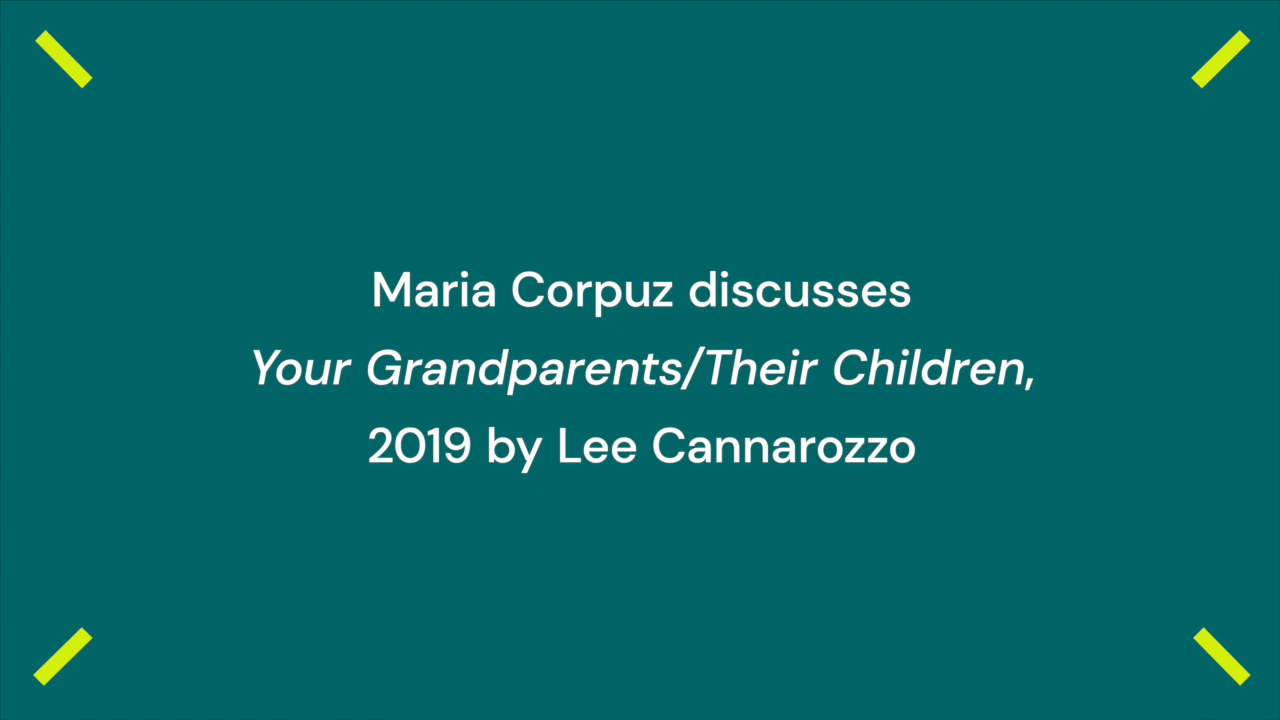 Maria Corpuz discusses
Your Grandparents/Their Children,
2019 by Lee Cannarozzo